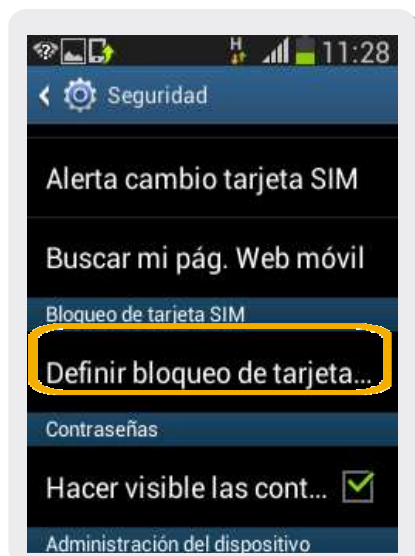 H 11:28
Seguridad
Alerta cambio tarjeta SIM
Buscar mi pág. Web móvil
Bloqueo de tarjeta SIM
Definir bloqueo de tarjeta...
Contraseñas
Hacer visible las cont...
Administración del dispositivo